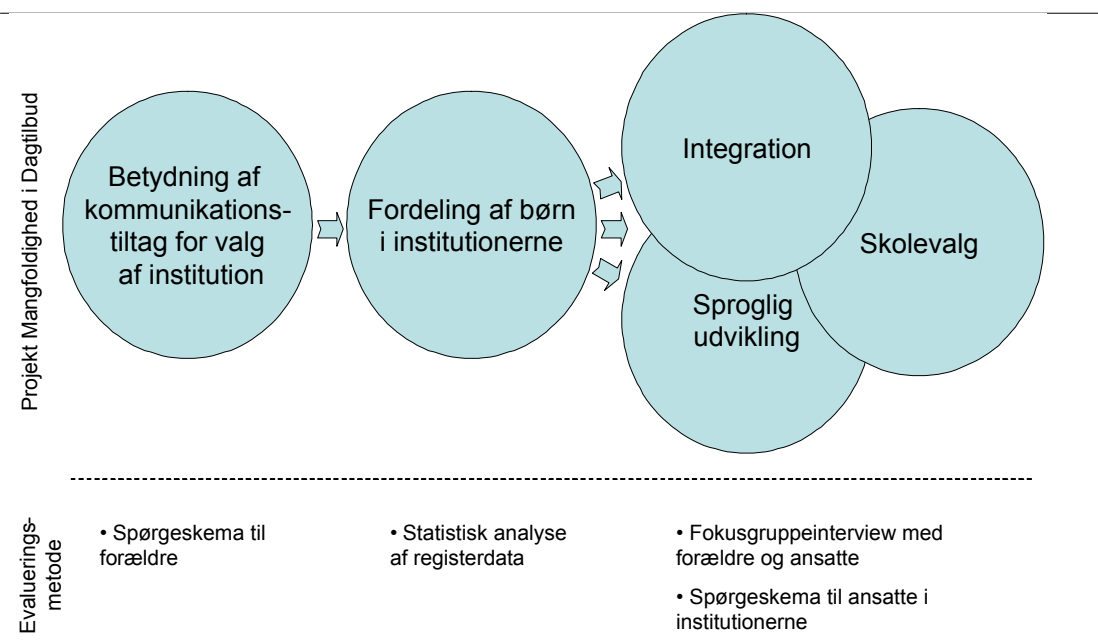 Projekt Mangfoldighed i Dagtilbud
Betydning af
kommunikations-
tiltag for valg
af institution
Fordeling af børn
i institutionerne
Integration
Skolevalg
Sproglig
udvikling
Evaluerings-
metode
• Spørgeskema til
forældre
• Statistisk analyse
af registerdata
• Fokusgruppeinterview med
forældre og ansatte
• Spørgeskema til ansatte i
institutionerne